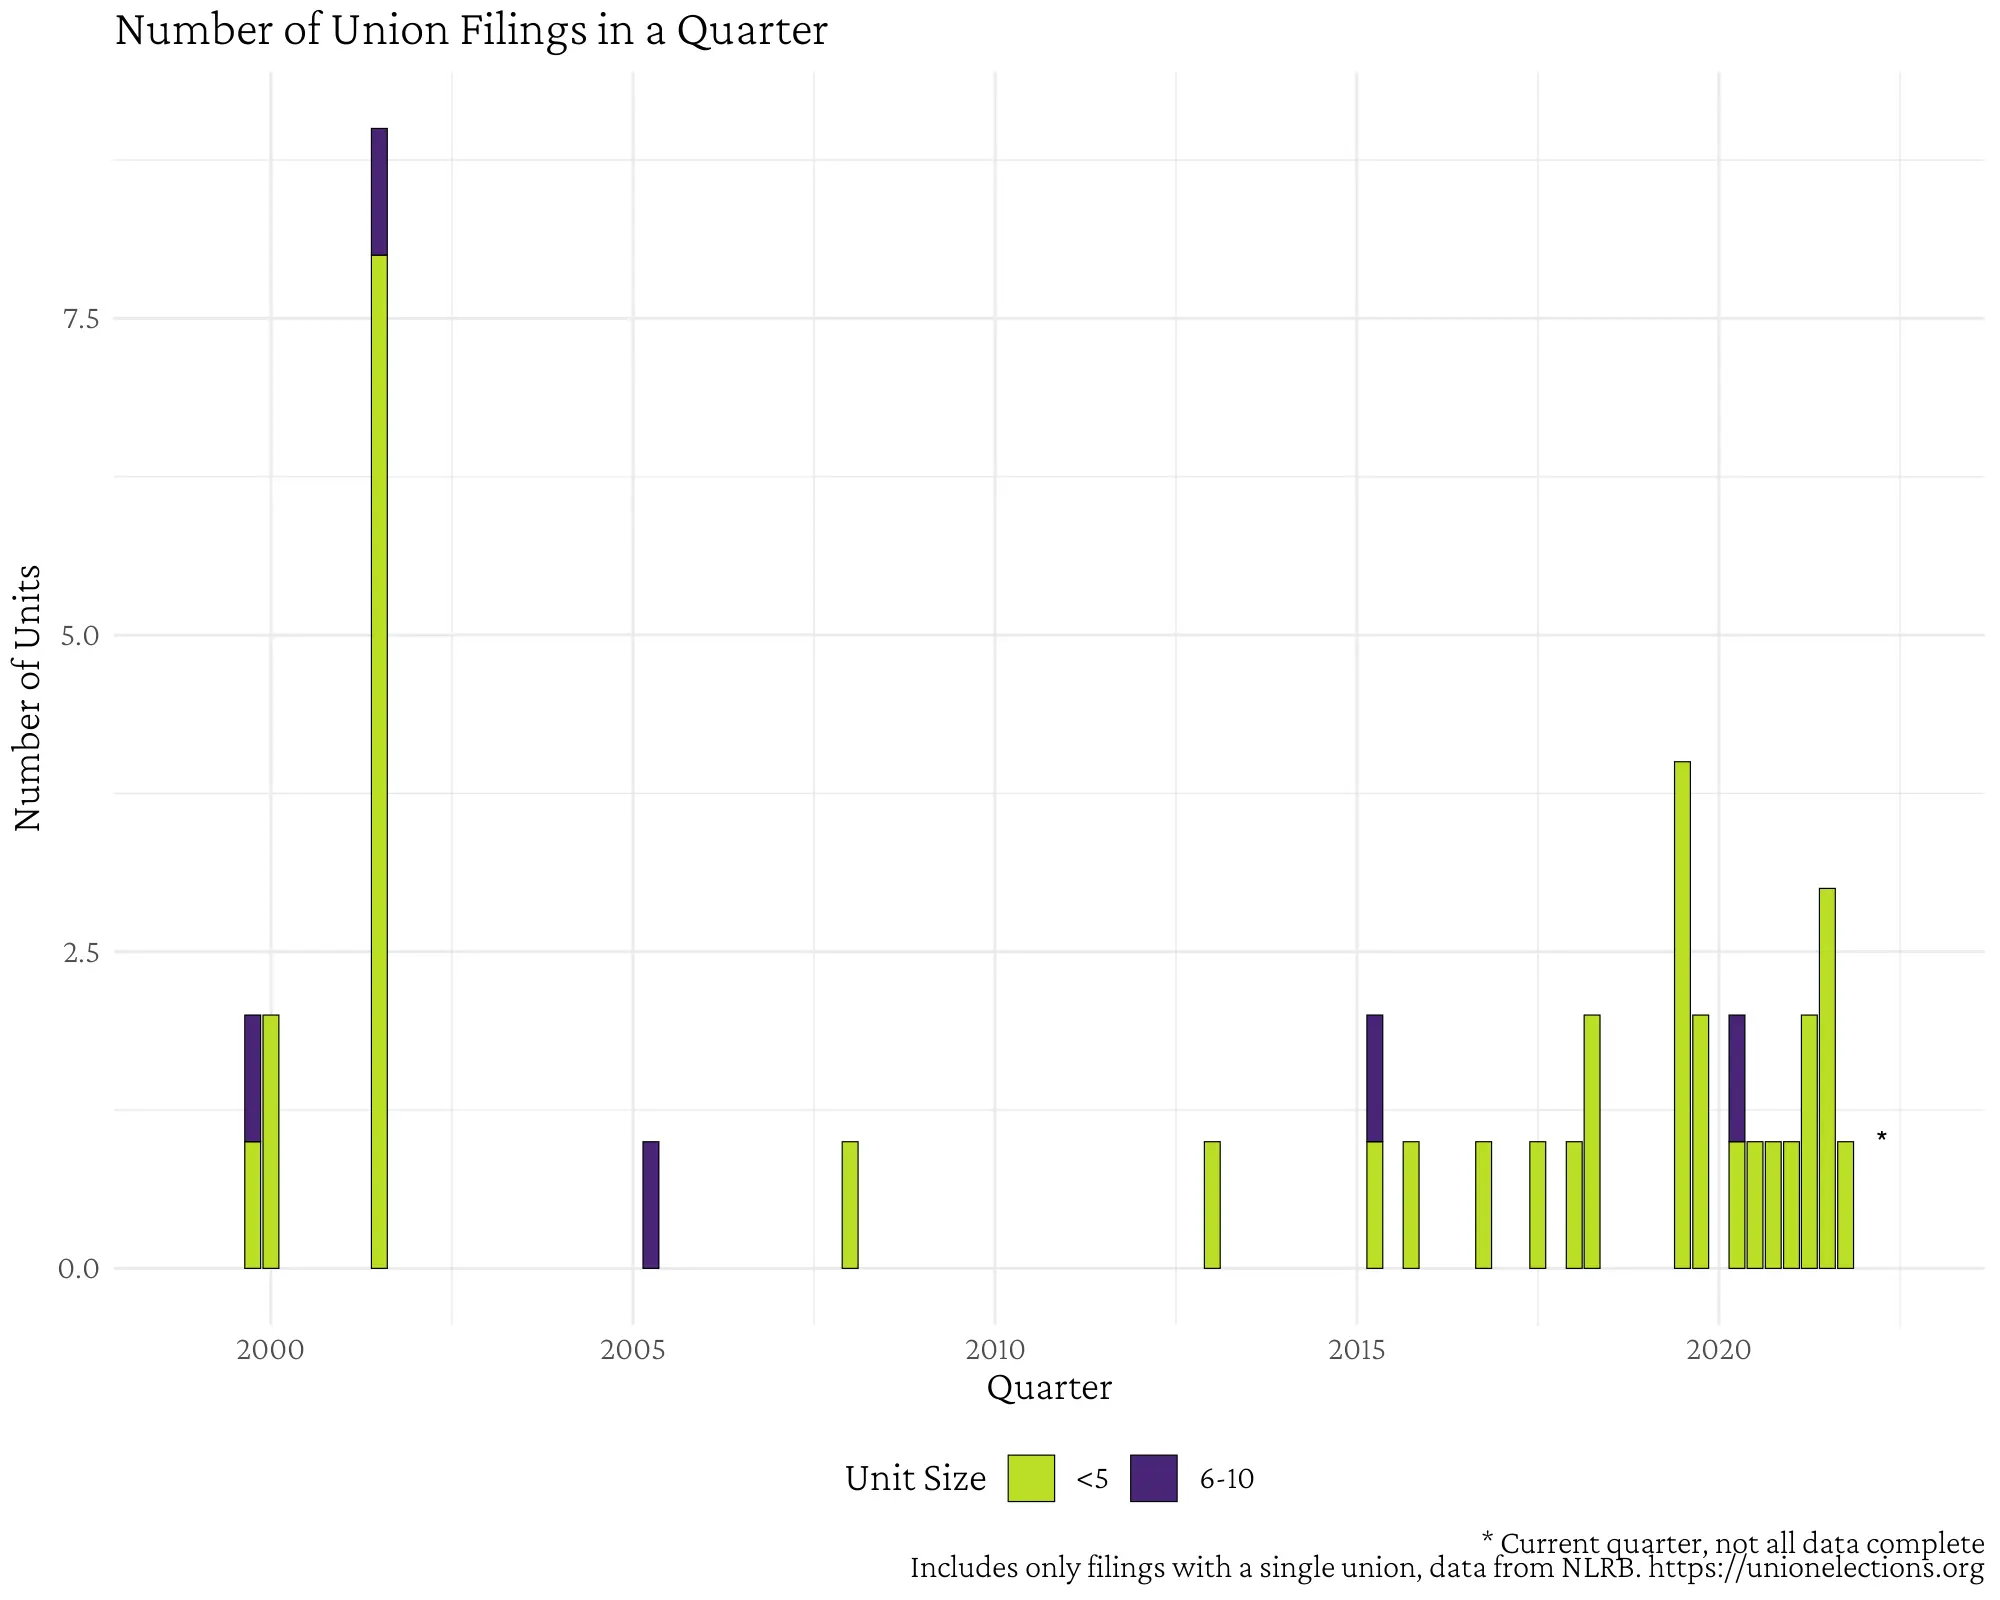 Number of Union Filings in a Quarter
Number of Units
7.5
5.0
2.5
0.0
*
2000 2005 2010 2015 2020
Quarter
Unit Size <5 6-10
* Current quarter, not all data complete
Includes only filings with a single union, data from NLRB. https://unionelections.org